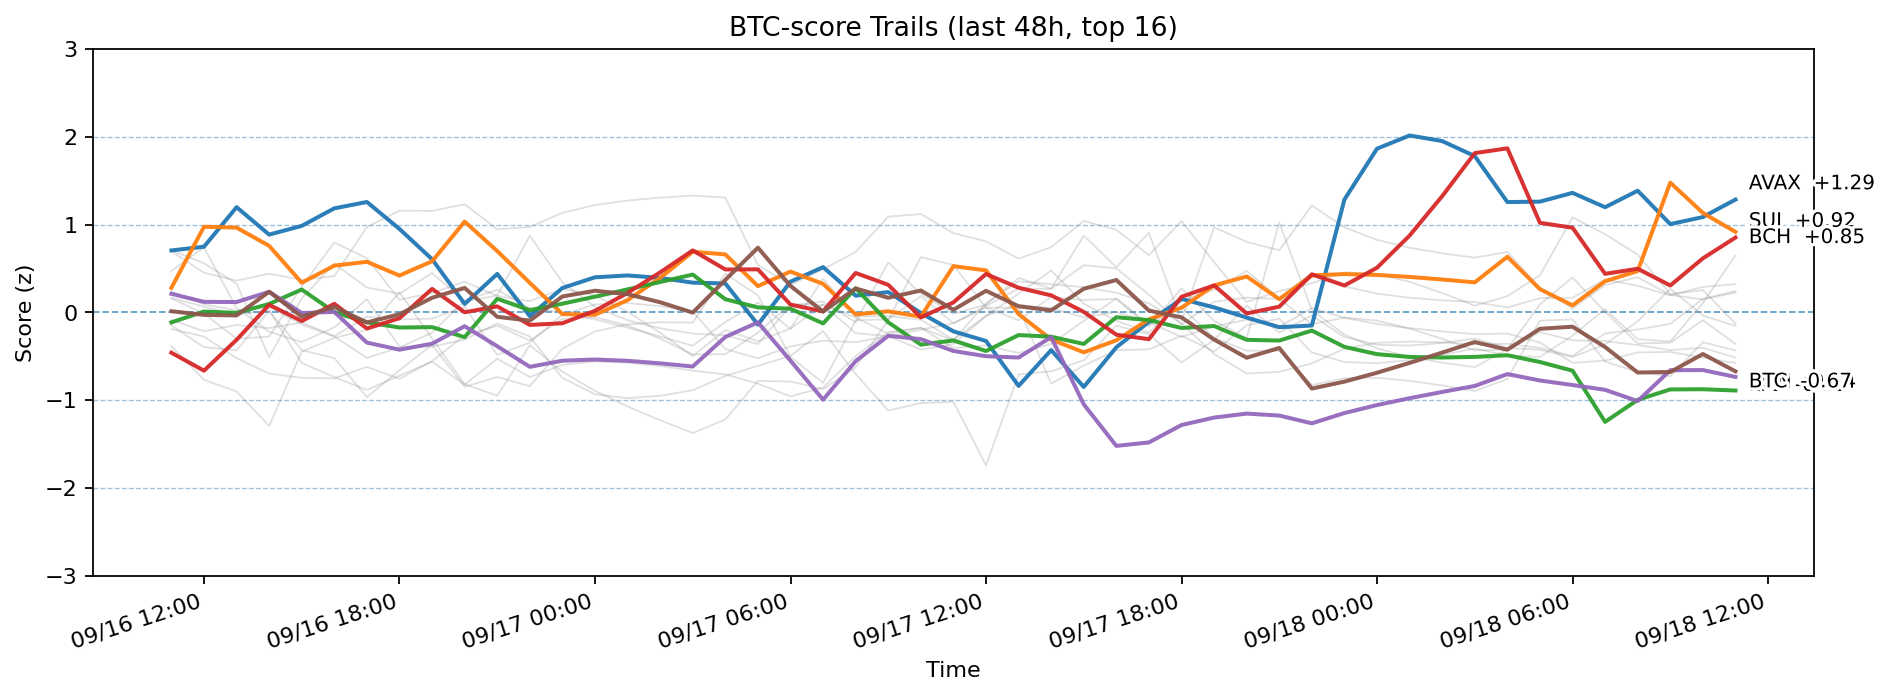 BTC-score Trails (last 48h, top 16)
Score (z)
3
2
1
0
−1
−2
−3
AVAX +1.29
SUI +0.92
BCH +0.85
BTC -0.67
09/16 12:00
09/16 18:00
09/17 00:00
09/17 06:00
09/17 12:00
09/17 18:00
09/18 00:00
09/18 06:00
09/18 12:00
Time